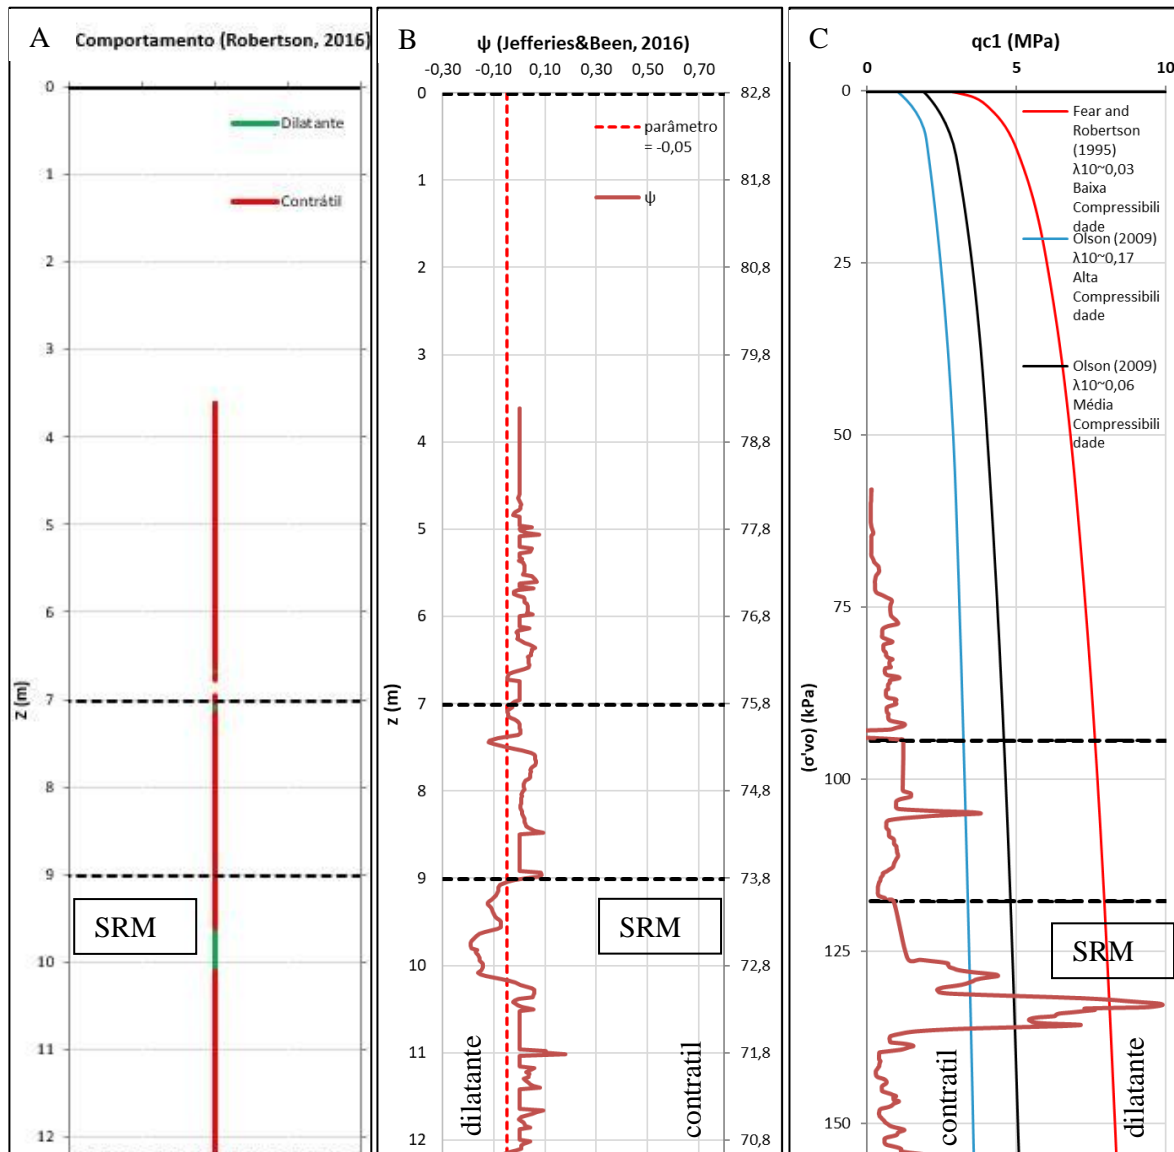 A
Comportamento (Robertson, 2016)
0
1
2
3
4
5
6
7
8
9
10
11
12
z (m)
Dilatante
Contrátil
SRM
B
ψ (Jefferies&Been, 2016)
-0,30 -0,10 0,10 0,30 0,50 0,70
0 82,8
1 81,8
2 80,8
3 79,8
4 78,8
5 77,8
6 76,8
7 75,8
8 74,8
9 73,8
10 72,8
11 71,8
12 70,8
z (m)
parâmetro
= -0,05
ψ
SRM
dilatante
contratil
C
qc1 (MPa)
0 5 10
0
25
50
75
100
125
150
(σ'vo) (kPa)
Fear and
Robertson
(1995)
λ10~0,03
Baixa
Compressibili
dade
Olson (2009)
λ10~0,17
Alta
Compressibili
dade
Olson (2009)
λ10~0,06
Média
Compressibili
dade
SRM
contratil
dilatante